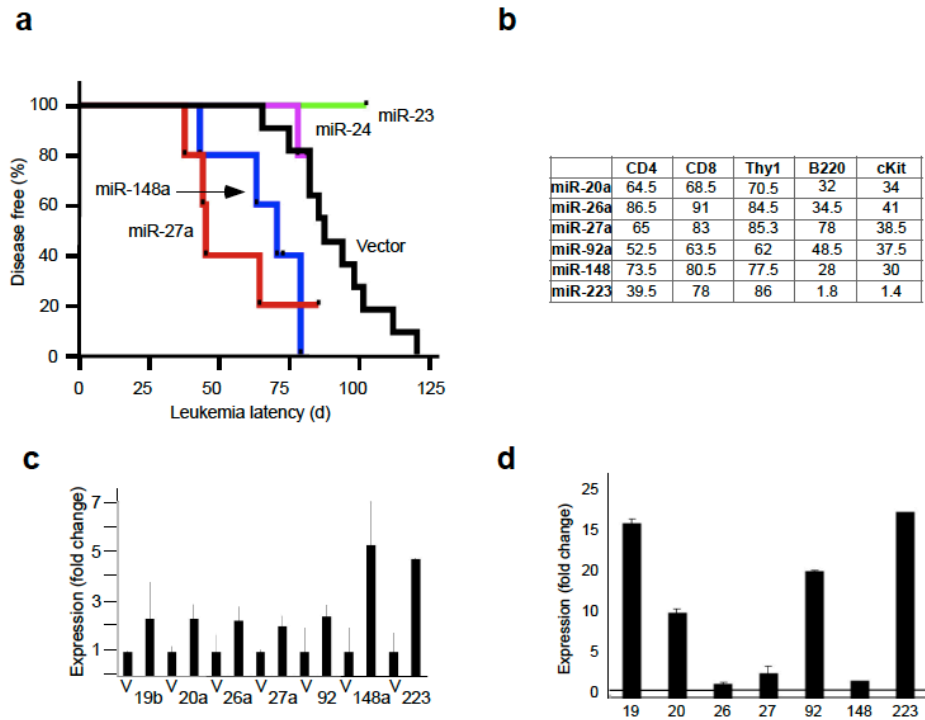 a
100
80
60
40
20
0
Disease free (%)
miR-23
miR-24
miR-148a
miR-27a
Vector
0 25 50 75 100 125
Leukemia latency (d)
b
CD4 CD8 Thy1 B220 cKit
miR-20a 64.5 68.5 70.5 32 34
miR-26a 86.5 91 84.5 34.5 41
miR-27a 65 83 85.3 78 38.5
miR-92a 52.5 63.5 62 48.5 37.5
miR-148 73.5 80.5 77.5 28 30
miR-223 39.5 78 86 1.8 1.4
c
Expression (fold change)
7
5
3
1
V 19b V 20a V 26a V 27a V 92 V 148a V 223
d
Expression (fold change)
25
15
20
10
5
0
19 20 26 27 92 148 223